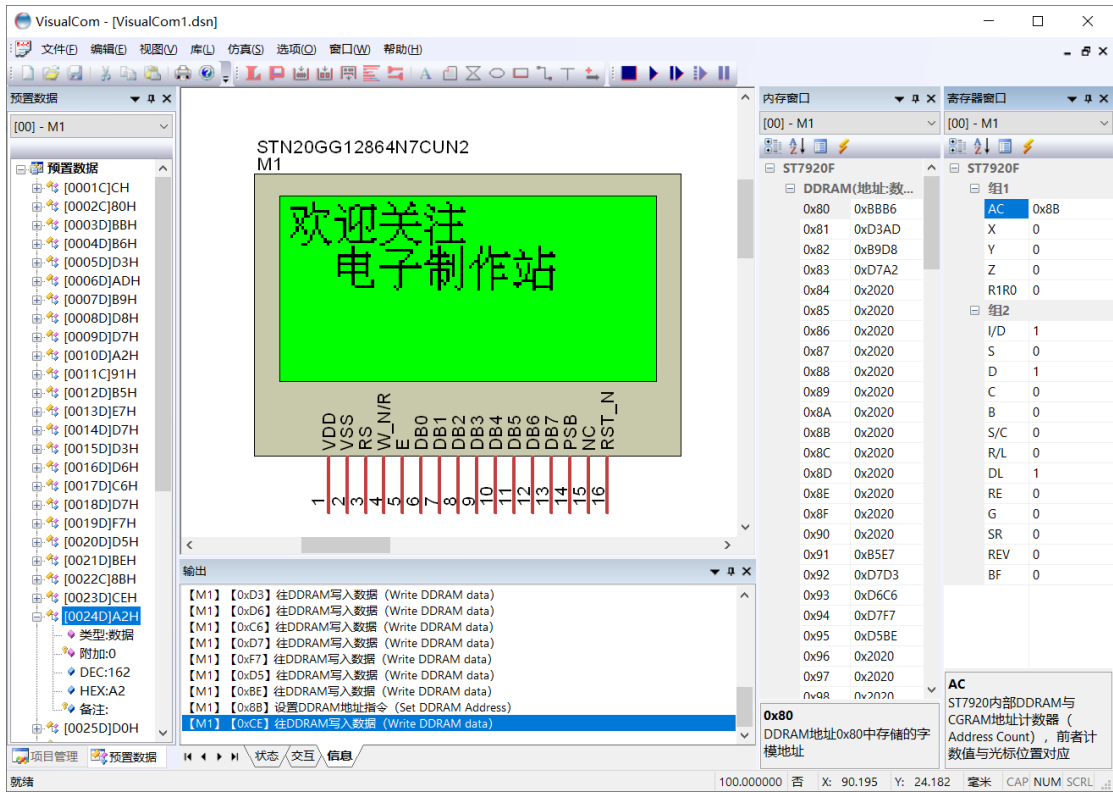 VisualCom - [VisualCom1.dsn]
文件(F) 编辑(E) 视图(V) 库(L) 仿真(S) 选项(O) 窗口(W) 帮助(H)
预置数据
[00] - M1
预置数据
[0001C]CH
[0002C]80H
[0003D]BBH
[0004D]B6H
[0005D]D3H
[0006D]ADH
[0007D]B9H
[0008D]D8H
[0009D]D7H
[0010D]A2H
[0011C]91H
[0012D]B5H
[0013D]E7H
[0014D]D7H
[0015D]D3H
[0016D]D6H
[0017D]C6H
[0018D]D7H
[0019D]F7H
[0020D]D5H
[0021D]BEH
[0022C]8BH
[0023D]CEH
[0024D]A2H
类型:数据
附加:0
DEC:162
HEX:A2
备注:
[0025D]D0H
项目管理 预置数据
STN20GG12864N7CUN2
M1
欢迎关注
电子制作站
VDD
VSS
RS
W_N/R
E
DB0
DB1
DB2
DB3
DB4
DB5
DB6
DB7
PSB
NC
RST_N
1
2
3
4
5
6
7
8
9
10
11
12
13
14
15
16
输出
【M1】【0xD3】往DDRAM写入数据（Write DDRAM data）
【M1】【0xD6】往DDRAM写入数据（Write DDRAM data）
【M1】【0xC6】往DDRAM写入数据（Write DDRAM data）
【M1】【0xD7】往DDRAM写入数据（Write DDRAM data）
【M1】【0xF7】往DDRAM写入数据（Write DDRAM data）
【M1】【0xD5】往DDRAM写入数据（Write DDRAM data）
【M1】【0xBE】往DDRAM写入数据（Write DDRAM data）
【M1】【0x8B】设置DDRAM地址指令（Set DDRAM Address）
【M1】【0xCE】往DDRAM写入数据（Write DDRAM data）
状态 交互 信息
内存窗口
[00] - M1
ST7920F
DDRAM(地址:数...
0x80 0xBBB6
0x81 0xD3AD
0x82 0xB9D8
0x83 0xD7A2
0x84 0x2020
0x85 0x2020
0x86 0x2020
0x87 0x2020
0x88 0x2020
0x89 0x2020
0x8A 0x2020
0x8B 0x2020
0x8C 0x2020
0x8D 0x2020
0x8E 0x2020
0x8F 0x2020
0x90 0x2020
0x91 0xB5E7
0x92 0xD7D3
0x93 0xD6C6
0x94 0xD7F7
0x95 0xD5BE
0x96 0x2020
0x97 0x2020
0x98 0x2020
0x80
DDRAM地址0x80中存储的字
模地址
寄存器窗口
[00] - M1
ST7920F
组1
AC 0x8B
X 0
Y 0
Z 0
R1R0 0
组2
I/D 1
S 0
D 1
C 0
B 0
S/C 0
R/L 0
DL 1
RE 0
G 0
SR 0
REV 0
BF 0
AC
ST7920内部DDRAM与
CGRAM地址计数器（
Address Count），前者计
数值与光标位置对应
就绪
100.000000 否 X: 90.195 Y: 24.182 毫米 CAP NUM SCRL